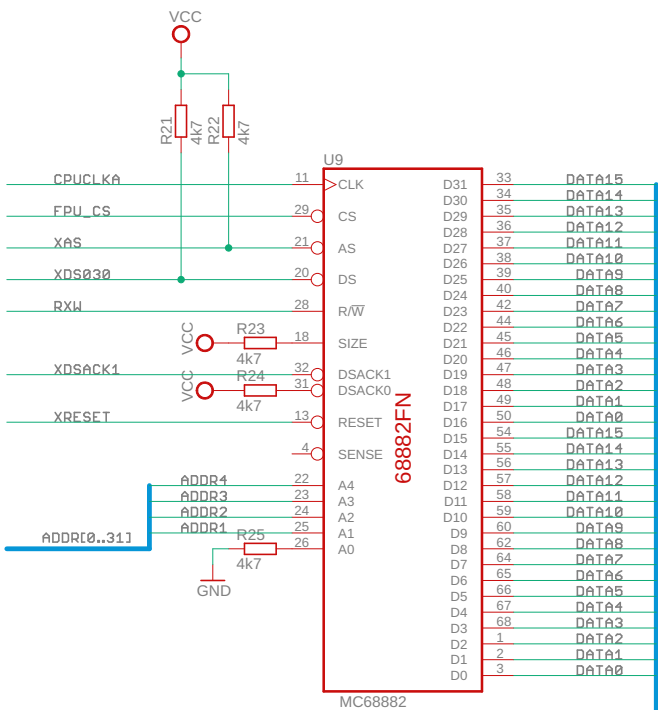 VCC
R21
4k7
R22
4k7
U9
CPUCLKA 11 CLK D31 33 DATA15
D30 34 DATA14
FPU_CS 29 CS D29 35 DATA13
D28 36 DATA12
XAS 21 AS D27 37 DATA11
D26 38 DATA10
XDS030 20 DS D25 39 DATA9
D24 40 DATA8
RXW 28 R/W D23 42 DATA7
D22 44 DATA6
VCC R23 4k7 18 SIZE D21 45 DATA5
D20 46 DATA4
XDSACK1 32 DSACK1 D19 47 DATA3
VCC R24 4k7 31 DSACK0 D18 48 DATA2
D17 49 DATA1
XRESET 13 RESET D16 50 DATA0
D15 54 DATA15
4 SENSE D14 55 DATA14
D13 56 DATA13
ADDR4 22 A4 D12 57 DATA12
ADDR3 23 A3 D11 58 DATA11
ADDR2 24 A2 D10 59 DATA10
ADDR1 25 A1 D9 60 DATA9
ADDR[0..31] R25 4k7 26 A0 D8 62 DATA8
D7 64 DATA7
D6 65 DATA6
GND D5 66 DATA5
D4 67 DATA4
D3 68 DATA3
D2 1 DATA2
D1 2 DATA1
D0 3 DATA0
68882FN
MC68882